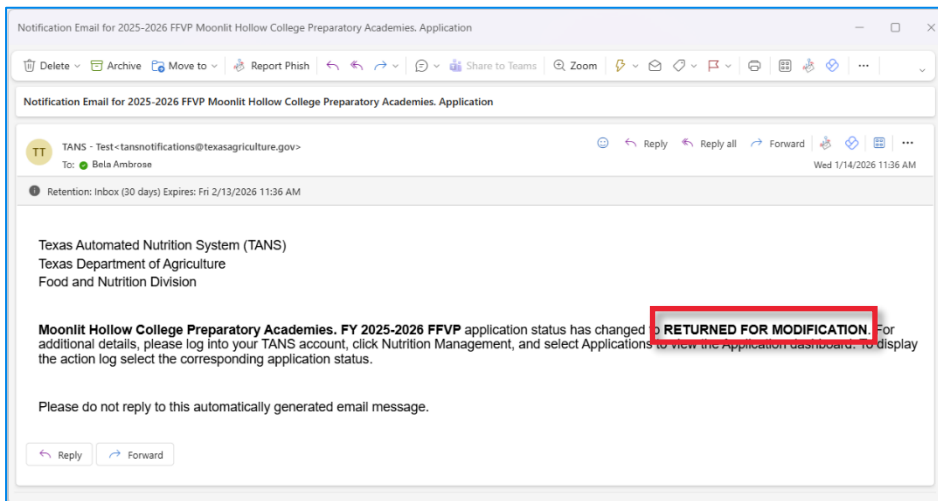 Notification Email for 2025-2026 FFVP Moonlit Hollow College Preparatory Academies. Application
Delete Archive Move to Report Phish Share to Teams Zoom
Notification Email for 2025-2026 FFVP Moonlit Hollow College Preparatory Academies. Application
TT TANS - Test<tansnotifications@texasagriculture.gov> Reply Reply all Forward
To: Bela Ambrose Wed 1/14/2026 11:36 AM
Retention: Inbox (30 days) Expires: Fri 2/13/2026 11:36 AM
Texas Automated Nutrition System (TANS)
Texas Department of Agriculture
Food and Nutrition Division
Moonlit Hollow College Preparatory Academies. FY 2025-2026 FFVP application status has changed to RETURNED FOR MODIFICATION. For
additional details, please log into your TANS account, click Nutrition Management, and select Applications to view the Application dashboard. To display
the action log select the corresponding application status.
Please do not reply to this automatically generated email message.
Reply Forward